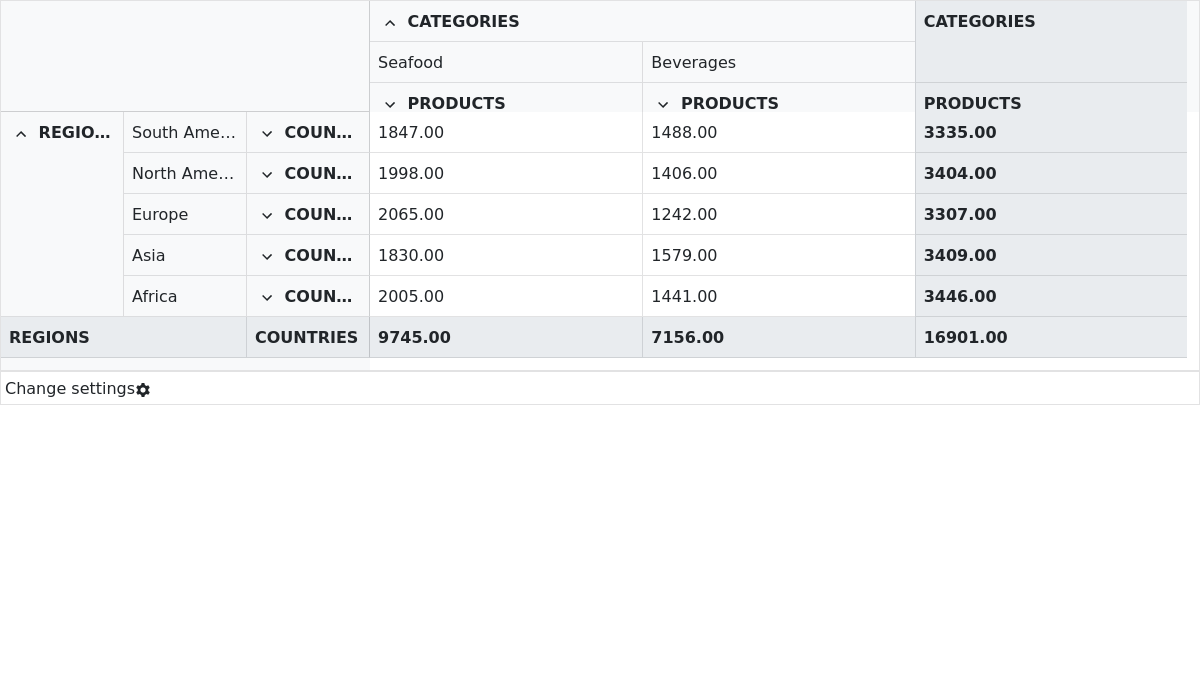 CATEGORIES CATEGORIES
Seafood Beverages
PRODUCTS PRODUCTS PRODUCTS
REGIO... South Ame... COUN... 1847.00 1488.00 3335.00
North Ame... COUN... 1998.00 1406.00 3404.00
Europe COUN... 2065.00 1242.00 3307.00
Asia COUN... 1830.00 1579.00 3409.00
Africa COUN... 2005.00 1441.00 3446.00
REGIONS COUNTRIES 9745.00 7156.00 16901.00
Change settings